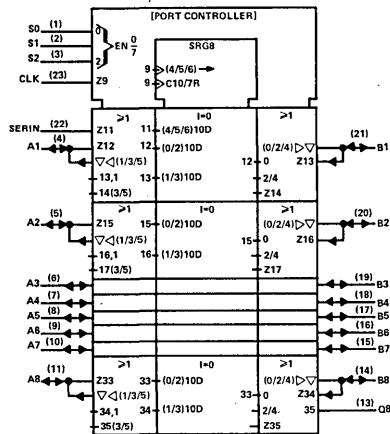 [PORT CONTROLLER]
S0 (1) 0
S1 (2) EN 0/7
S2 (3) 2
CLK (23) Z9
SRG8
9 (4/5/6)
9 C10/7R
≥1 I=0 ≥1
SERIN (22) Z11 11 (4/5/6)10D
A1 (4) Z12 12 (0/2)10D (0/2/4) Z13 (21) B1
(1/3/5) 12 0
13,1 13 (1/3)10D 2/4
14(3/5) Z14
≥1 I=0 ≥1
A2 (5) Z15 15 (0/2)10D (0/2/4) Z16 (20) B2
(1/3/5) 15 0
16,1 16 (1/3)10D 2/4
17(3/5) Z17
A3 (6) (19) B3
A4 (7) (18) B4
A5 (8) (17) B5
A6 (9) (16) B6
A7 (10) (15) B7
≥1 I=0 ≥1
A8 (11) Z33 33 (0/2)10D (0/2/4) Z34 (14) B8
(1/3/5) 33 0
34,1 34 (1/3)10D 2/4 35 (13) Q8
35(3/5) Z35